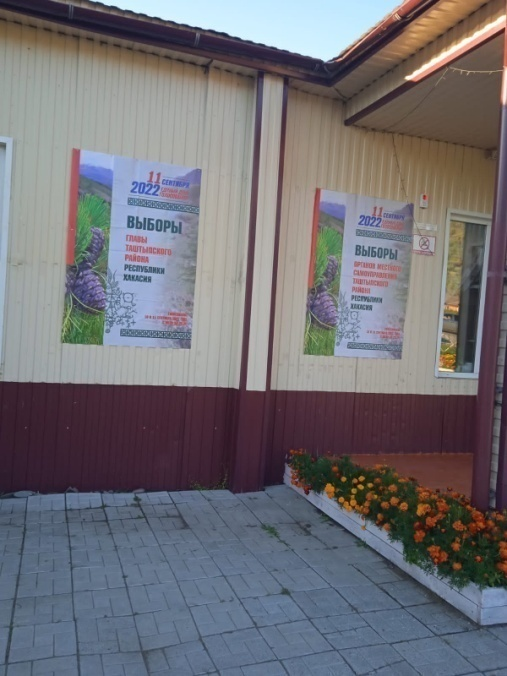 11
СЕНТЯБРЯ
2022
ВЫБОРЫ
ГЛАВЫ
ТАШТЫПСКОГО
РАЙОНА
РЕСПУБЛИКИ
ХАКАСИЯ
11
СЕНТЯБРЯ
2022
ВЫБОРЫ
ОРГАНОВ МЕСТНОГО
САМОУПРАВЛЕНИЯ
ТАШТЫПСКОГО
РАЙОНА
РЕСПУБЛИКИ
ХАКАСИЯ